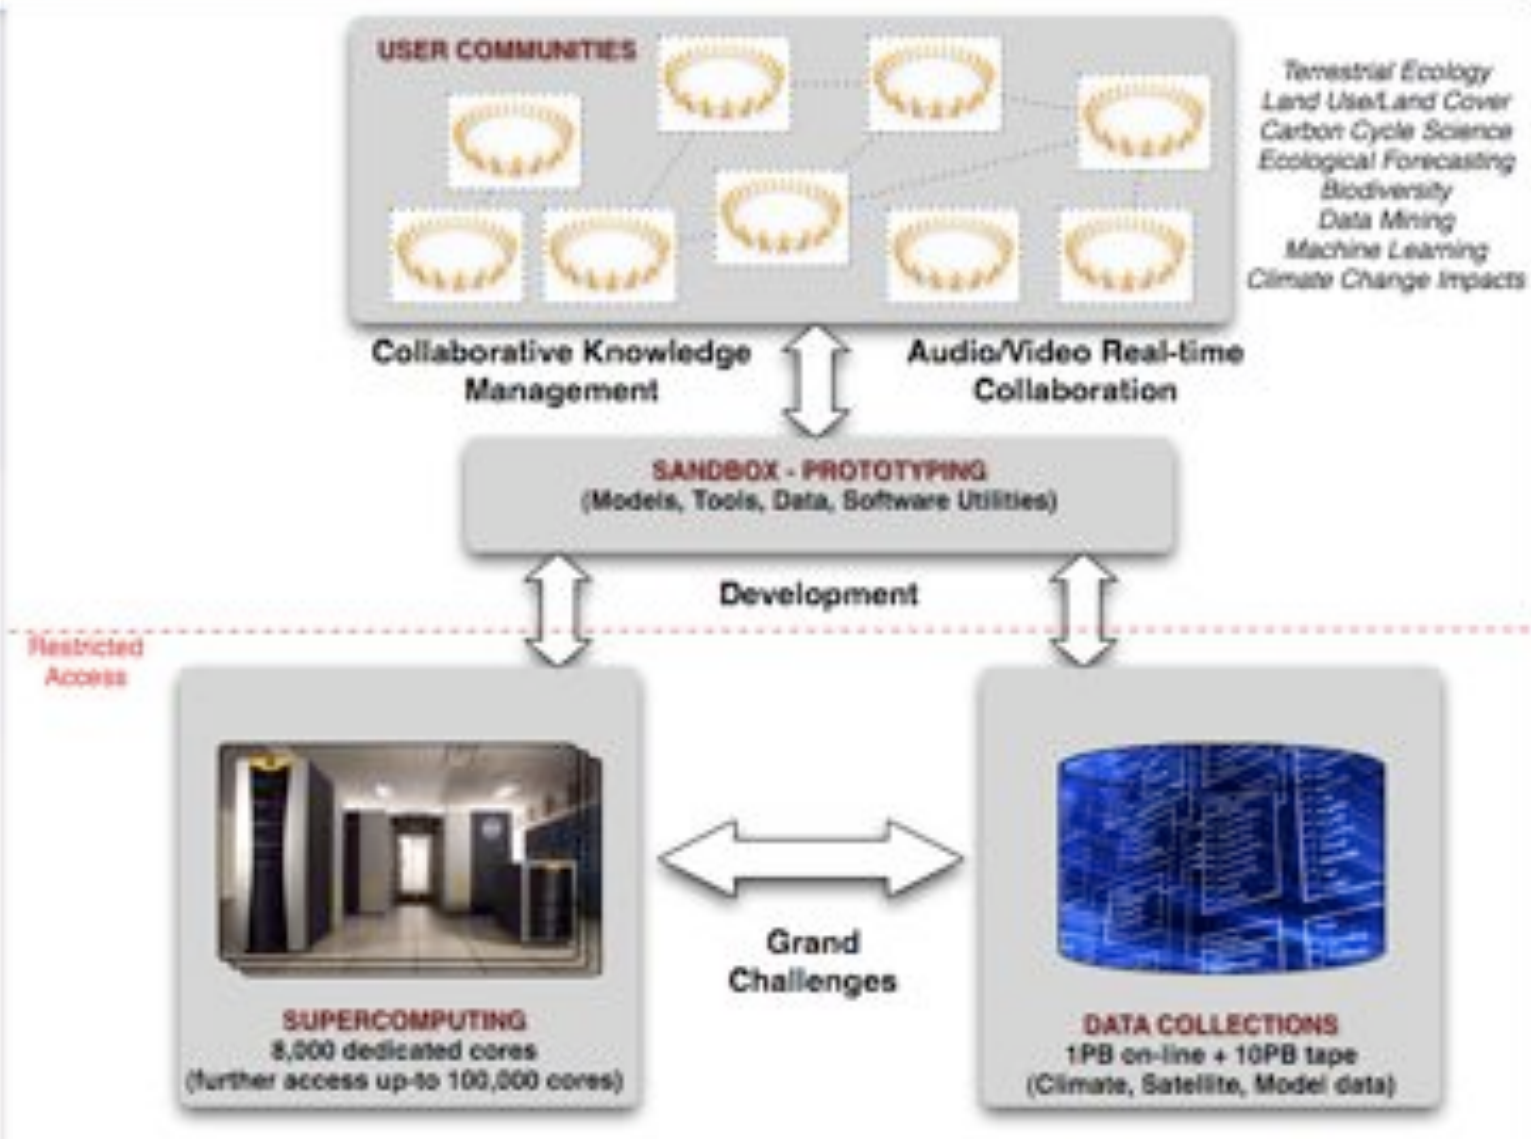 USER COMMUNITIES
Terrestrial Ecology
Land Use/Land Cover
Carbon Cycle Science
Ecological Forecasting
Biodiversity
Data Mining
Machine Learning
Climate Change Impacts
Collaborative Knowledge
Management
Audio/Video Real-time
Collaboration
SANDBOX - PROTOTYPING
(Models, Tools, Data, Software Utilities)
Development
Restricted
Access
Grand
Challenges
SUPERCOMPUTING
8,000 dedicated cores
(further access up-to 100,000 cores)
DATA COLLECTIONS
1PB on-line + 10PB tape
(Climate, Satellite, Model data)